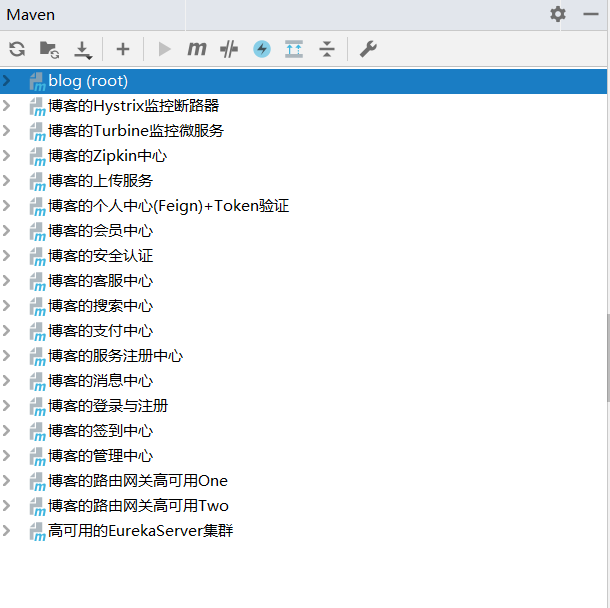 Maven
blog (root)
博客的Hystrix监控断路器
博客的Turbine监控微服务
博客的Zipkin中心
博客的上传服务
博客的个人中心(Feign)+Token验证
博客的会员中心
博客的安全认证
博客的客服中心
博客的搜索中心
博客的支付中心
博客的服务注册中心
博客的消息中心
博客的登录与注册
博客的签到中心
博客的管理中心
博客的路由网关高可用One
博客的路由网关高可用Two
高可用的EurekaServer集群